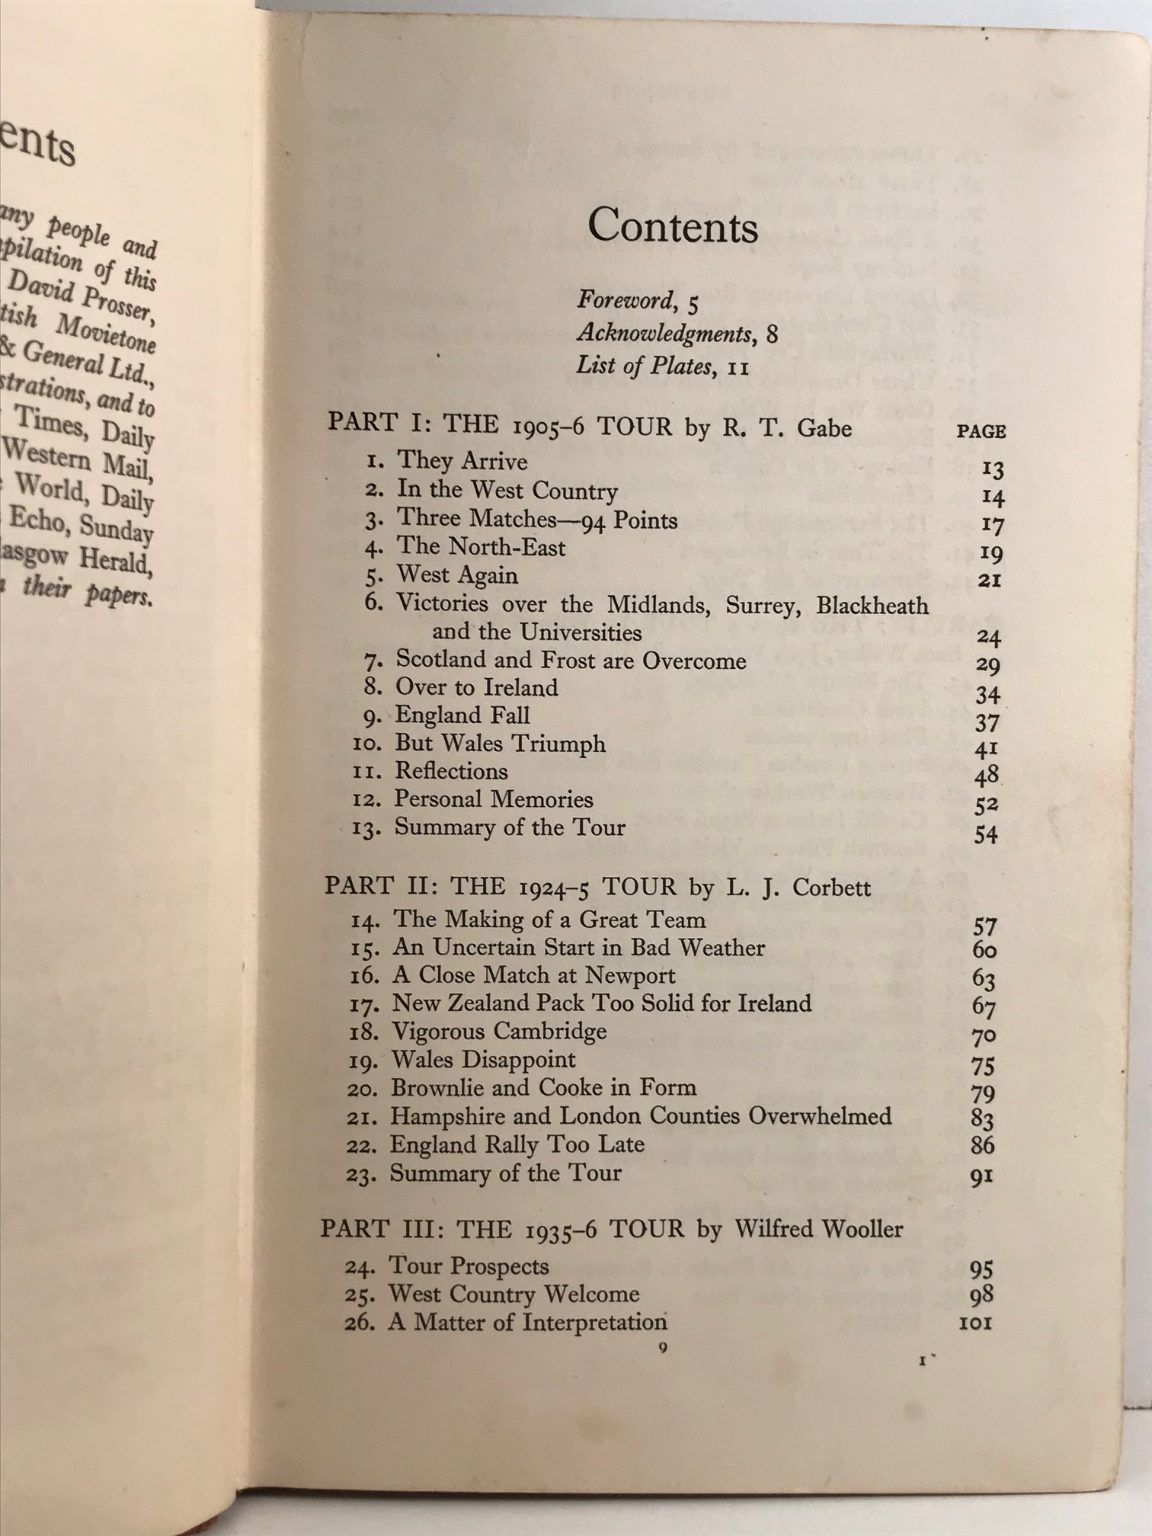 ents
any people and
pilation of this
David Prosser,
tish Movietone
& General Ltd.,
strations, and to
Times, Daily
Western Mail,
World, Daily
Echo, Sunday
lasgow Herald,
their papers.
Contents
Foreword, 5
Acknowledgments, 8
List of Plates, 11
PART I: THE 1905–6 TOUR by R. T. Gabe PAGE
1. They Arrive 13
2. In the West Country 14
3. Three Matches—94 Points 17
4. The North-East 19
5. West Again 21
6. Victories over the Midlands, Surrey, Blackheath
and the Universities 24
7. Scotland and Frost are Overcome 29
8. Over to Ireland 34
9. England Fall 37
10. But Wales Triumph 41
11. Reflections 48
12. Personal Memories 52
13. Summary of the Tour 54
PART II: THE 1924–5 TOUR by L. J. Corbett
14. The Making of a Great Team 57
15. An Uncertain Start in Bad Weather 60
16. A Close Match at Newport 63
17. New Zealand Pack Too Solid for Ireland 67
18. Vigorous Cambridge 70
19. Wales Disappoint 75
20. Brownlie and Cooke in Form 79
21. Hampshire and London Counties Overwhelmed 83
22. England Rally Too Late 86
23. Summary of the Tour 91
PART III: THE 1935–6 TOUR by Wilfred Wooller
24. Tour Prospects 95
25. West Country Welcome 98
26. A Matter of Interpretation 101
9
1*